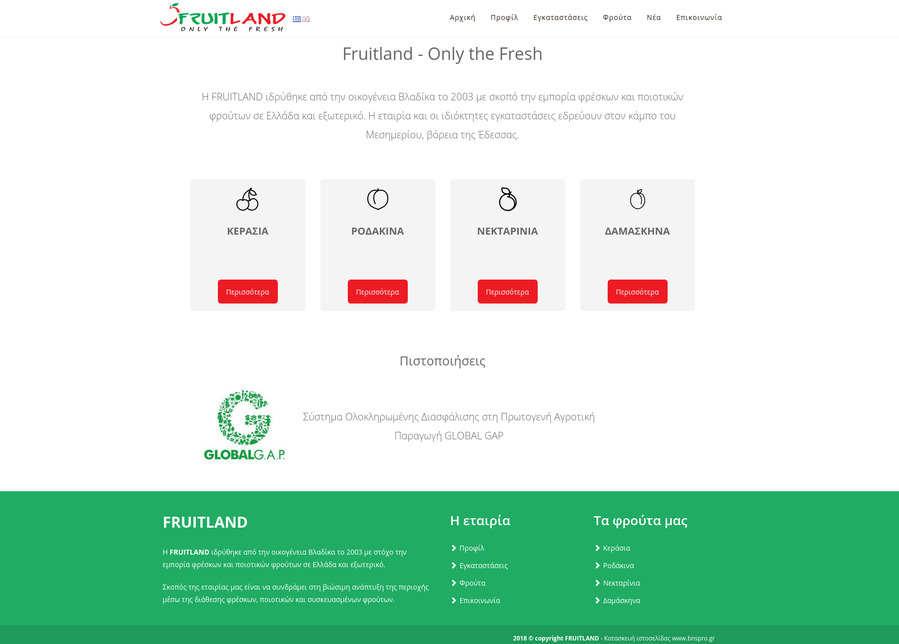 FRUITLAND
ONLY THE FRESH
Αρχική Προφίλ Εγκαταστάσεις Φρούτα Νέα Επικοινωνία
Fruitland - Only the Fresh
Η FRUITLAND ιδρύθηκε από την οικογένεια Βλαδίκα το 2003 με σκοπό την εμπορία φρέσκων και ποιοτικών
φρούτων σε Ελλάδα και εξωτερικό. Η εταιρία και οι ιδιόκτητες εγκαταστάσεις εδρεύουν στον κάμπο του
Μεσημερίου, βόρεια της Έδεσσας.
ΚΕΡΑΣΙΑ
Περισσότερα
ΡΟΔΑΚΙΝΑ
Περισσότερα
ΝΕΚΤΑΡΙΝΙΑ
Περισσότερα
ΔΑΜΑΣΚΗΝΑ
Περισσότερα
Πιστοποιήσεις
GLOBALG.A.P.
Σύστημα Ολοκληρωμένης Διασφάλισης στη Πρωτογενή Αγροτική
Παραγωγή GLOBAL GAP
FRUITLAND
Η FRUITLAND ιδρύθηκε από την οικογένεια Βλαδίκα το 2003 με στόχο την
εμπορία φρέσκων και ποιοτικών φρούτων σε Ελλάδα και εξωτερικό.
Σκοπός της εταιρίας μας είναι να συνδράμει στη βιώσιμη ανάπτυξη της περιοχής
μέσω της διάθεσης φρέσκων, ποιοτικών και συσκευασμένων φρούτων.
Η εταιρία
Προφίλ
Εγκαταστάσεις
Φρούτα
Επικοινωνία
Τα φρούτα μας
Κεράσια
Ροδάκινα
Νεκταρίνια
Δαμάσκηνα
2018 © copyright FRUITLAND - Κατασκευή ιστοσελίδας www.bnspro.gr